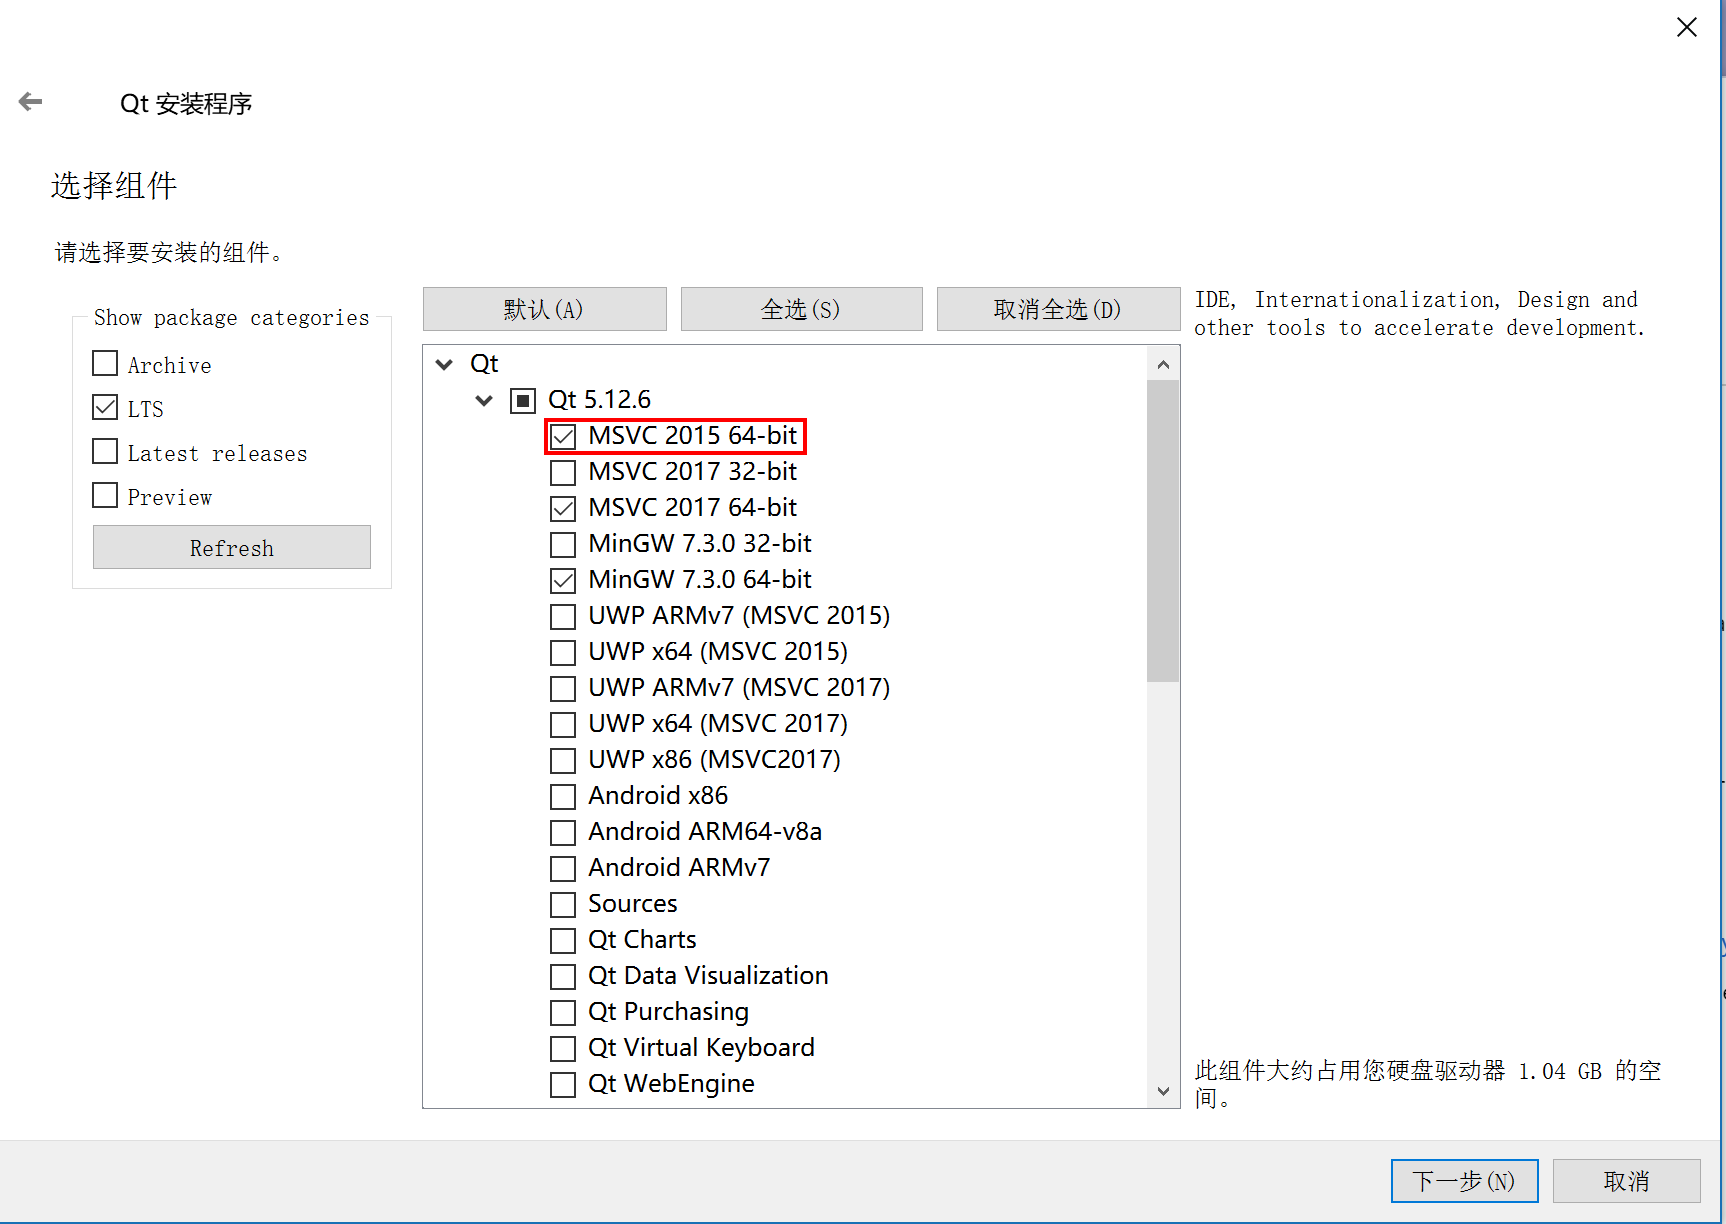 Qt 安装程序
选择组件
请选择要安装的组件。
Show package categories
Archive
LTS
Latest releases
Preview
Refresh
默认(A)
全选(S)
取消全选(D)
Qt
Qt 5.12.6
MSVC 2015 64-bit
MSVC 2017 32-bit
MSVC 2017 64-bit
MinGW 7.3.0 32-bit
MinGW 7.3.0 64-bit
UWP ARMv7 (MSVC 2015)
UWP x64 (MSVC 2015)
UWP ARMv7 (MSVC 2017)
UWP x64 (MSVC 2017)
UWP x86 (MSVC2017)
Android x86
Android ARM64-v8a
Android ARMv7
Sources
Qt Charts
Qt Data Visualization
Qt Purchasing
Qt Virtual Keyboard
Qt WebEngine
IDE, Internationalization, Design and
other tools to accelerate development.
此组件大约占用您硬盘驱动器 1.04 GB 的空
间。
下一步(N)
取消